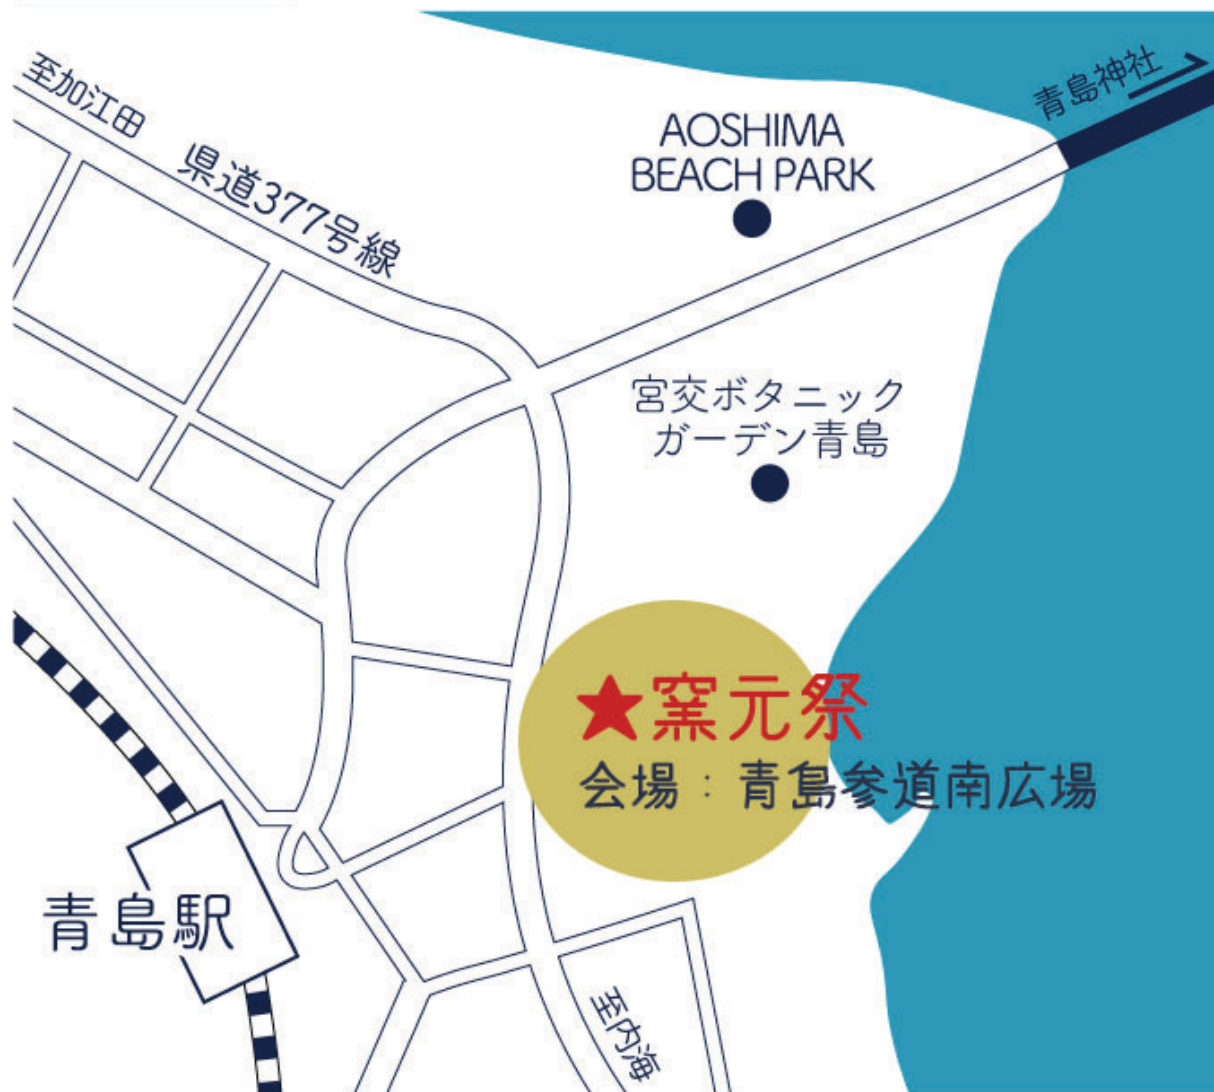 至加江田
県道377号線
青島神社
AOSHIMA
BEACH PARK
宮交ボタニック
ガーデン青島
★窯元祭
会場：青島参道南広場
青島駅
至内海